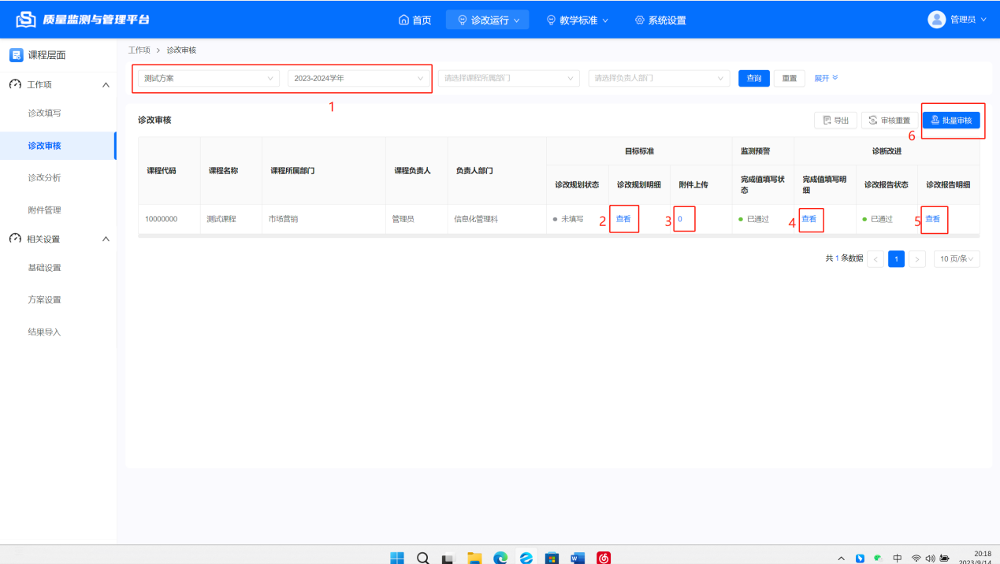 质量监测与管理平台 首页 诊改运行 教学标准 系统设置 管理员
课程层面
工作项 > 诊改审核
测试方案 2023-2024学年 请选择课程所属部门 请选择负责人部门 查询 重置 展开
工作项
1
诊改填写
诊改审核 导出 审核重置 批量审核
6
诊改审核
目标标准 监测预警 诊断改进
课程代码 课程名称 课程所属部门 课程负责人 负责人部门
诊改分析
诊改规划状态 诊改规划明细 附件上传 完成值填写状态 完成值填写明细 诊改报告状态 诊改报告明细
附件管理
10000000 测试课程 市场营销 管理员 信息化管理科 未填写 2 查看 3 0 已通过 4 查看 已通过 5 查看
相关设置
共 1 条数据 < 1 > 10 页/条
基础设置
方案设置
结果导入
中 20:18
2023/9/14